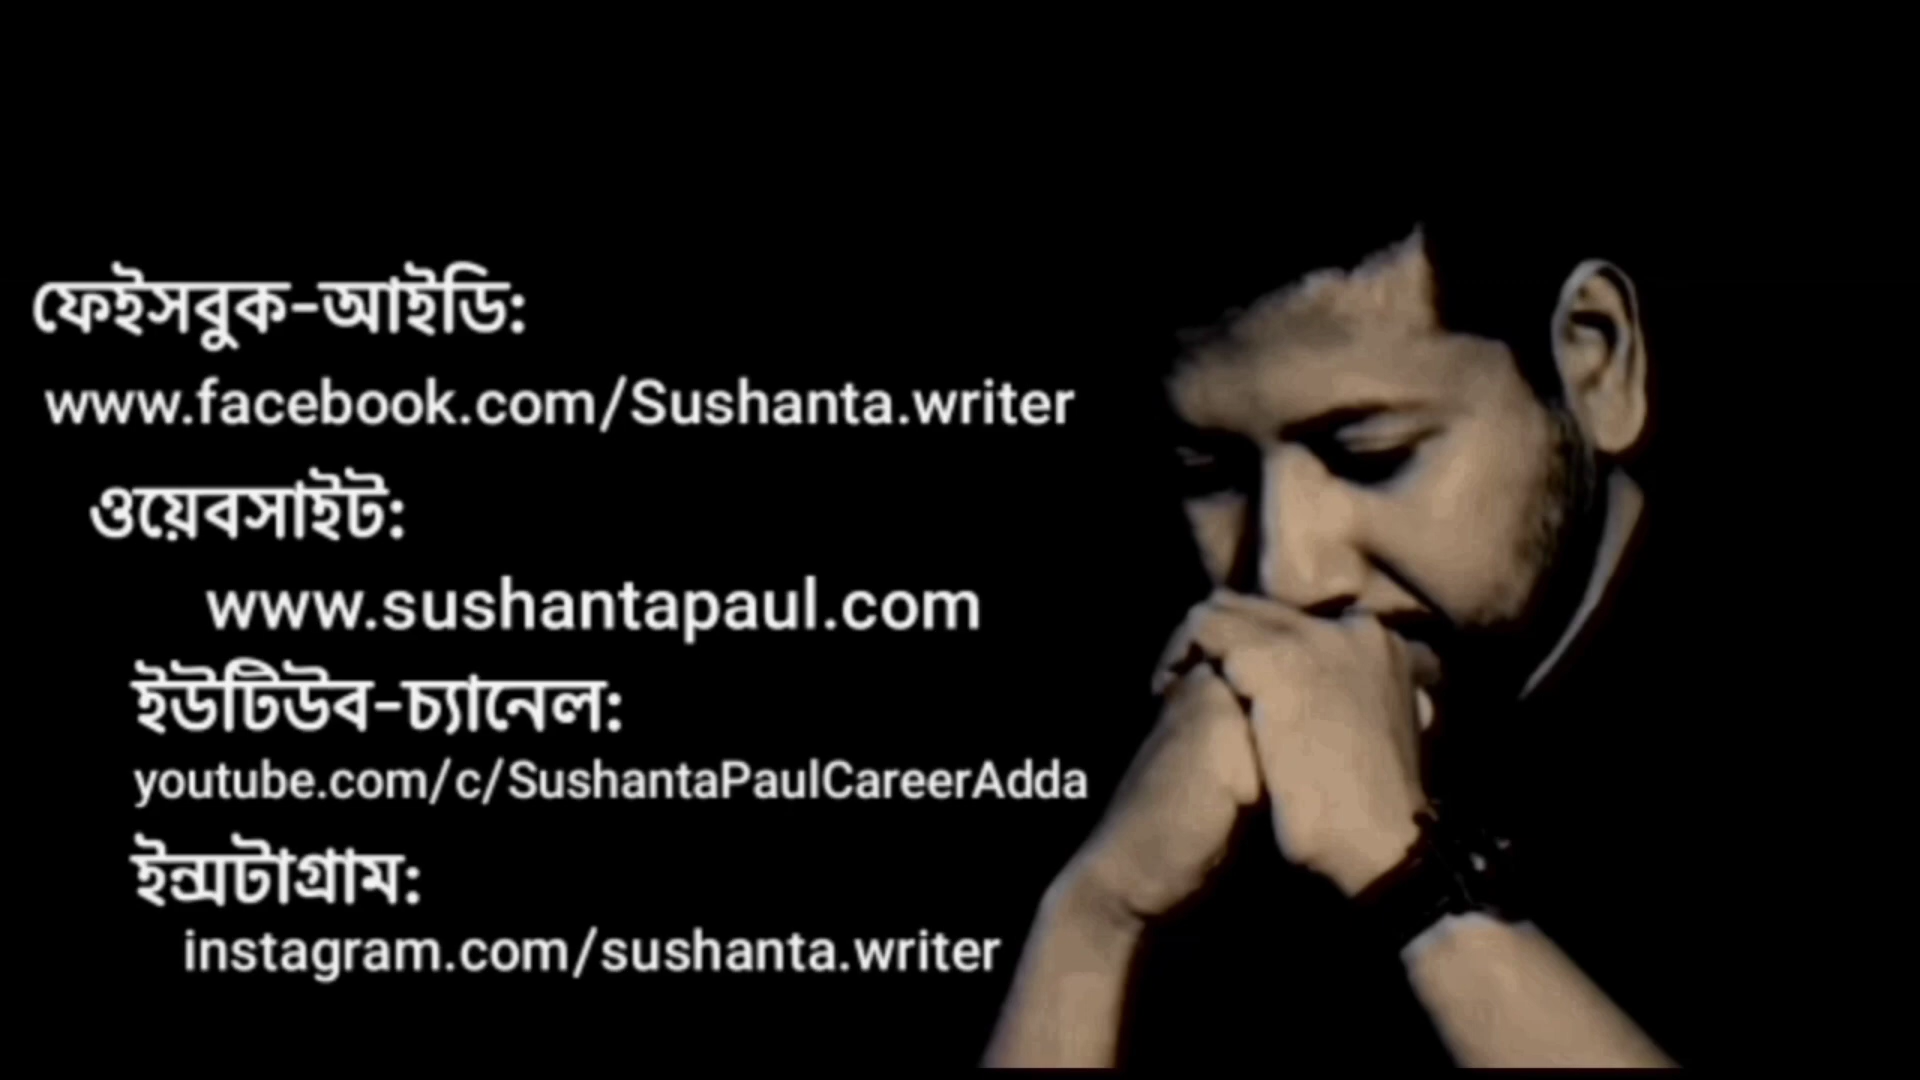 ফেইসবুক-আইডি:
www.facebook.com/Sushanta.writer
ওয়েবসাইট:
www.sushantapaul.com
ইউটিউব-চ্যানেল:
youtube.com/c/SushantaPaulCareerAdda
ইন্সটাগ্রাম:
instagram.com/sushanta.writer